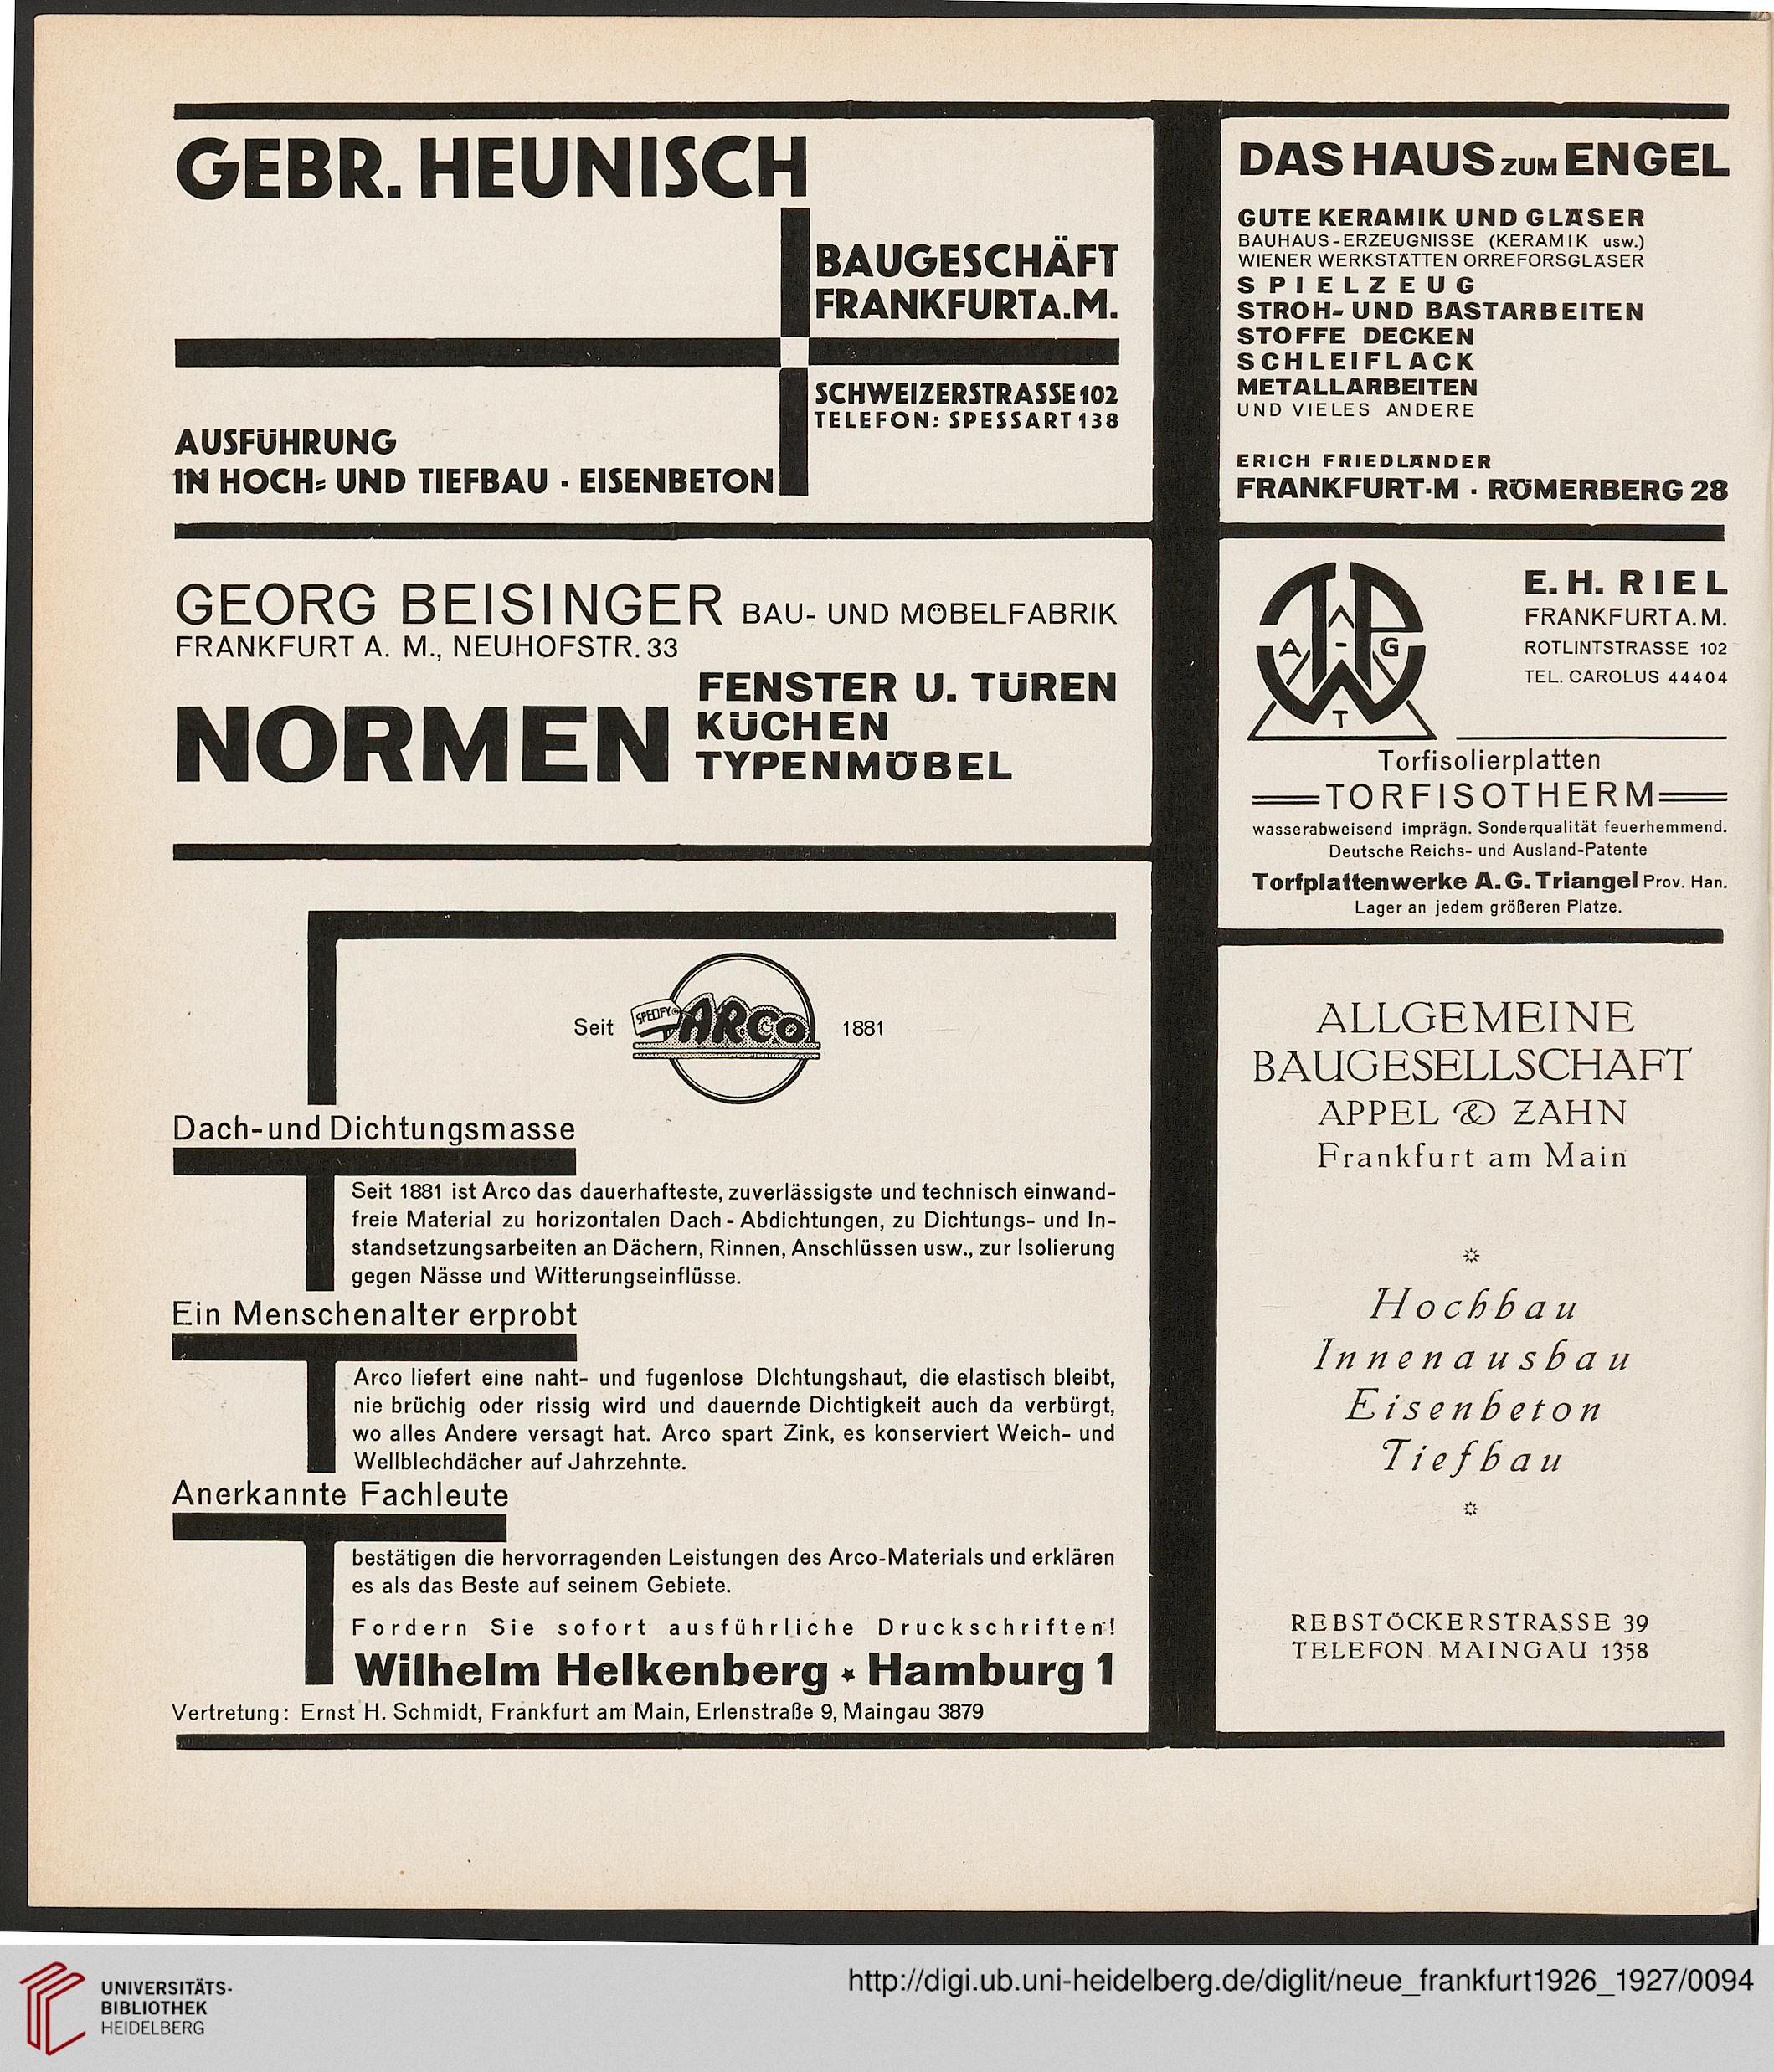 GEBR. HEUNISCH
BAUGESCHÄFT
FRANKFURT A. M.
SCHWEIZERSTRASSE 102
TELEFON: SPESSART 138
AUSFÜHRUNG
IN HOCH- UND TIEFBAU · EISENBETON
GEORG BEISINGER BAU- UND MÖBELFABRIK
FRANKFURT A. M., NEUHOFSTR. 33
NORMEN
FENSTER U. TÜREN
KÜCHEN
TYPENMÖBEL
Seit SPECIFY ARCO 1881
Dach- und Dichtungsmasse
Seit 1881 ist Arco das dauerhafteste, zuverlässigste und technisch einwand-
freie Material zu horizontalen Dach - Abdichtungen, zu Dichtungs- und In-
standsetzungsarbeiten an Dächern, Rinnen, Anschlüssen usw., zur Isolierung
gegen Nässe und Witterungseinflüsse.
Ein Menschenalter erprobt
Arco liefert eine naht- und fugenlose DIchtungshaut, die elastisch bleibt,
nie brüchig oder rissig wird und dauernde Dichtigkeit auch da verbürgt,
wo alles Andere versagt hat. Arco spart Zink, es konserviert Weich- und
Wellblechdächer auf Jahrzehnte.
Anerkannte Fachleute
bestätigen die hervorragenden Leistungen des Arco-Materials und erklären
es als das Beste auf seinem Gebiete.
Fordern Sie sofort ausführliche Druckschriften!
Wilhelm Helkenberg * Hamburg 1
Vertretung: Ernst H. Schmidt, Frankfurt am Main, Erlenstraße 9, Maingau 3879
DAS HAUS ZUM ENGEL
GUTE KERAMIK UND GLÄSER
BAUHAUS-ERZEUGNISSE (KERAMIK usw.)
WIENER WERKSTÄTTEN ORREFORSGLÄSER
SPIELZEUG
STROH- UND BASTARBEITEN
STOFFE DECKEN
SCHLEIFLACK
METALLARBEITEN
UND VIELES ANDERE
ERICH FRIEDLÄNDER
FRANKFURT·M · RÖMERBERG 28
TPW A-G T
E. H. RIEL
FRANKFURT A. M.
ROTLINTSTRASSE 102
TEL. CAROLUS 44404
Torfisolierplatten
TORFISOTHERM
wasserabweisend imprägn. Sonderqualität feuerhemmend.
Deutsche Reichs- und Ausland-Patente
Torfplattenwerke A. G. Triangel Prov. Han.
Lager an jedem größeren Platze.
ALLGEMEINE
BAUGESELLSCHAFT
APPEL & ZAHN
Frankfurt am Main
Hochbau
Innenausbau
Eisenbeton
Tiefbau
REBSTÖCKERSTRASSE 39
TELEFON MAINGAU 1358
UNIVERSITÄTS-
BIBLIOTHEK
HEIDELBERG
http://digi.ub.uni-heidelberg.de/diglit/neue_frankfurt1926_1927/0094